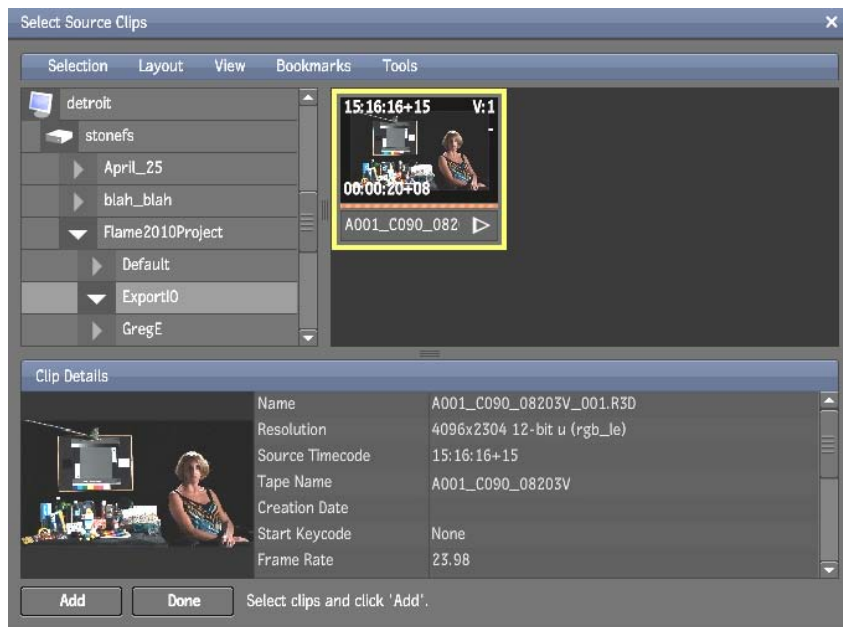 Select Source Clips
Selection Layout View Bookmarks Tools
detroit
stonefs
April_25
blah_blah
Flame2010Project
Default
ExportIO
GregE
15:16:16+15 V:1
00:00:20+08
A001_C090_082
Clip Details
Name A001_C090_08203V_001.R3D
Resolution 4096x2304 12-bit u (rgb_le)
Source Timecode 15:16:16+15
Tape Name A001_C090_08203V
Creation Date
Start Keycode None
Frame Rate 23.98
Add Done Select clips and click 'Add'.